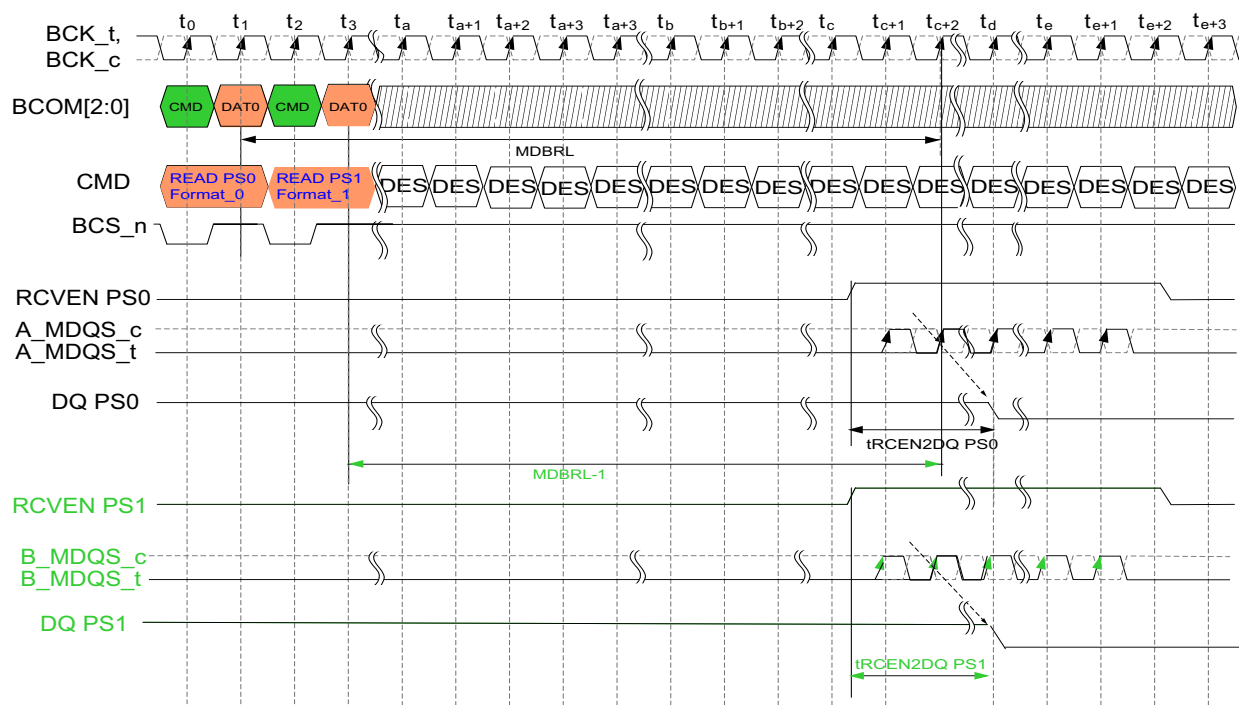 t0 t1 t2 t3 ta ta+1 ta+2 ta+3 ta+3 tb tb+1 tb+2 tc tc+1 tc+2 td te te+1 te+2 te+3
BCK_t,
BCK_c
BCOM[2:0] CMD DAT0 CMD DAT0
MDBRL
CMD READ PS0 READ PS1 DES DES DES DES DES DES DES DES DES DES DES DES DES DES DES DES
Format_0 Format_1
BCS_n
RCVEN PS0
A_MDQS_c
A_MDQS_t
DQ PS0
tRCEN2DQ PS0
MDBRL-1
RCVEN PS1
B_MDQS_c
B_MDQS_t
DQ PS1
tRCEN2DQ PS1